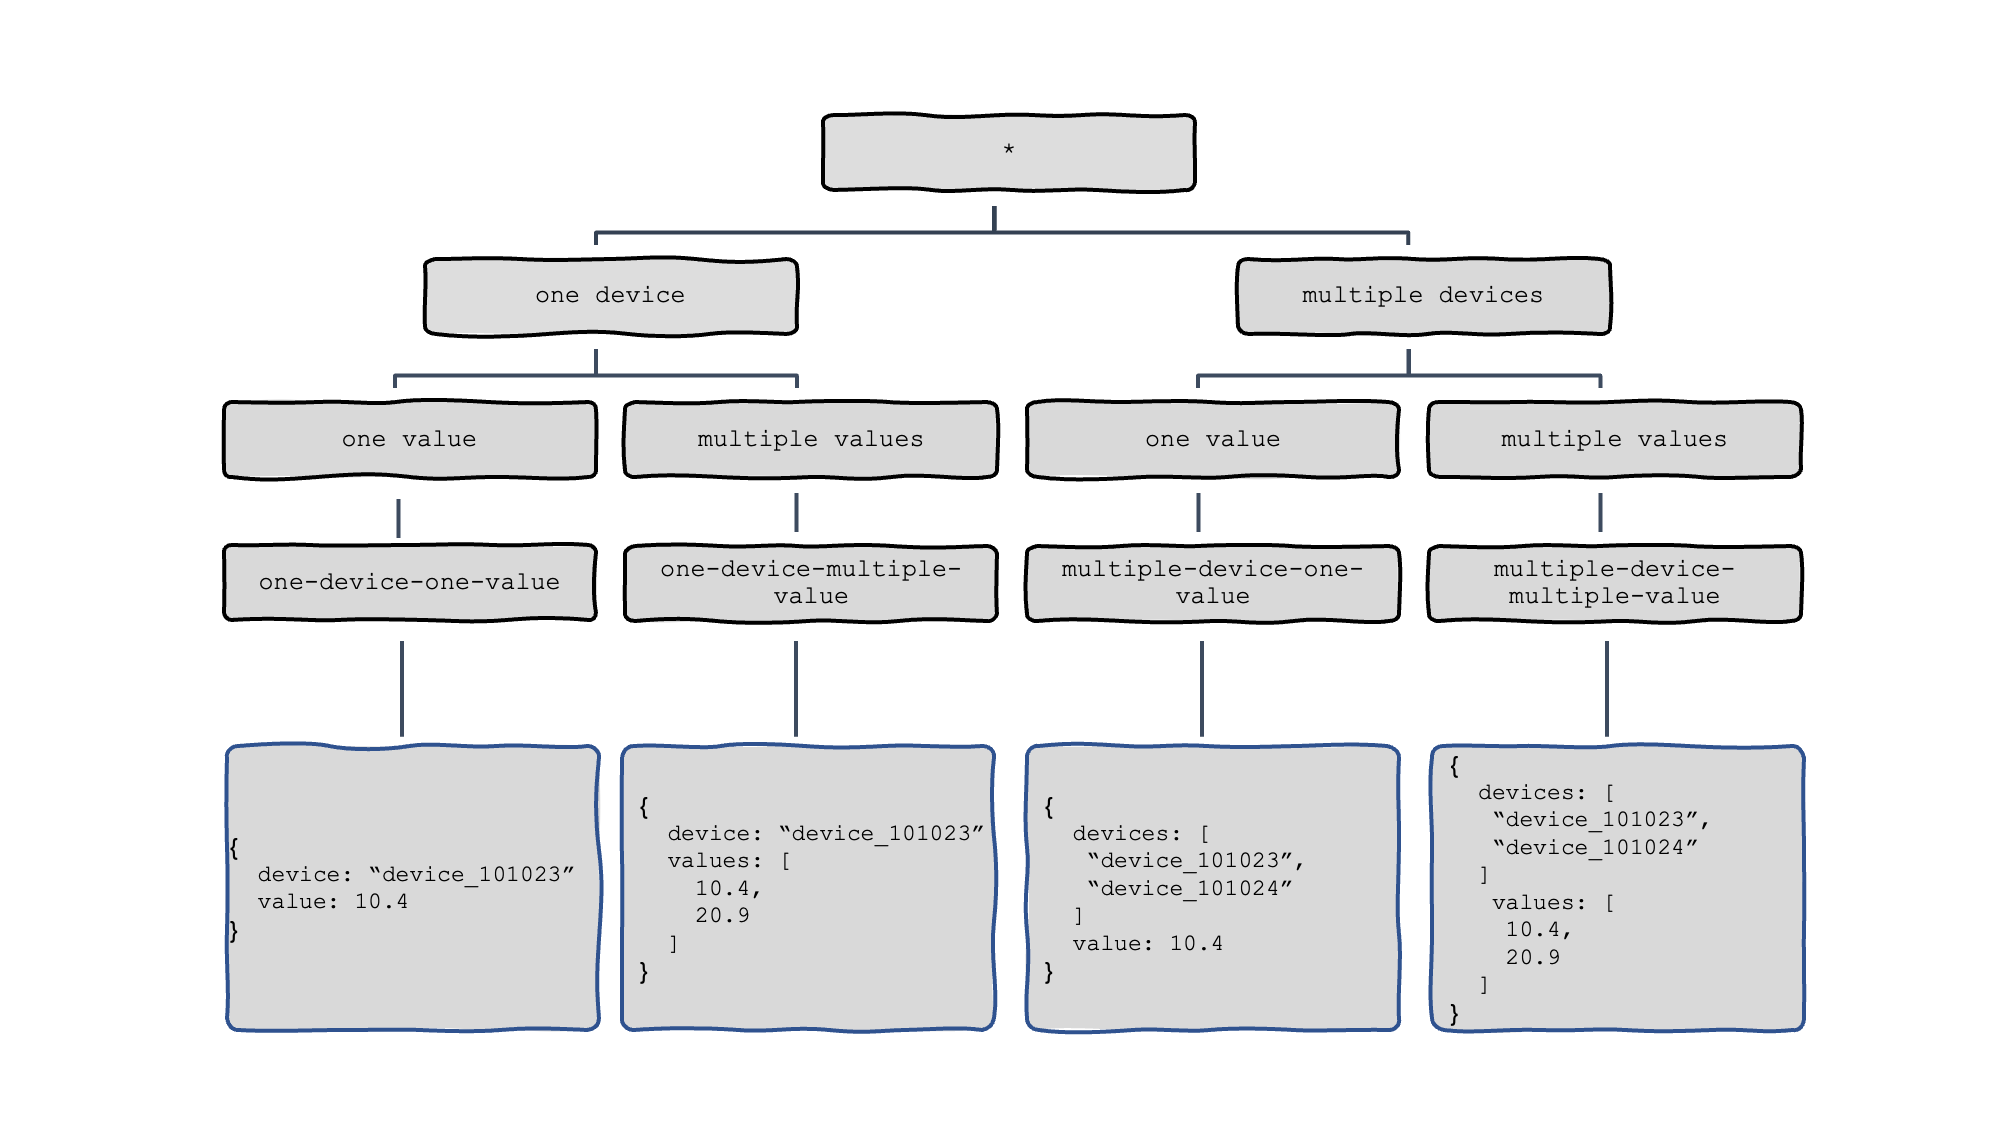 *
one device
multiple devices
one value
multiple values
one value
multiple values
one-device-one-value
one-device-multiple-
value
multiple-device-one-
value
multiple-device-
multiple-value
{
device: “device_101023”
value: 10.4
}
{
device: “device_101023”
values: [
10.4,
20.9
]
}
{
devices: [
“device_101023”,
“device_101024”
]
value: 10.4
}
{
devices: [
“device_101023”,
“device_101024”
]
values: [
10.4,
20.9
]
}